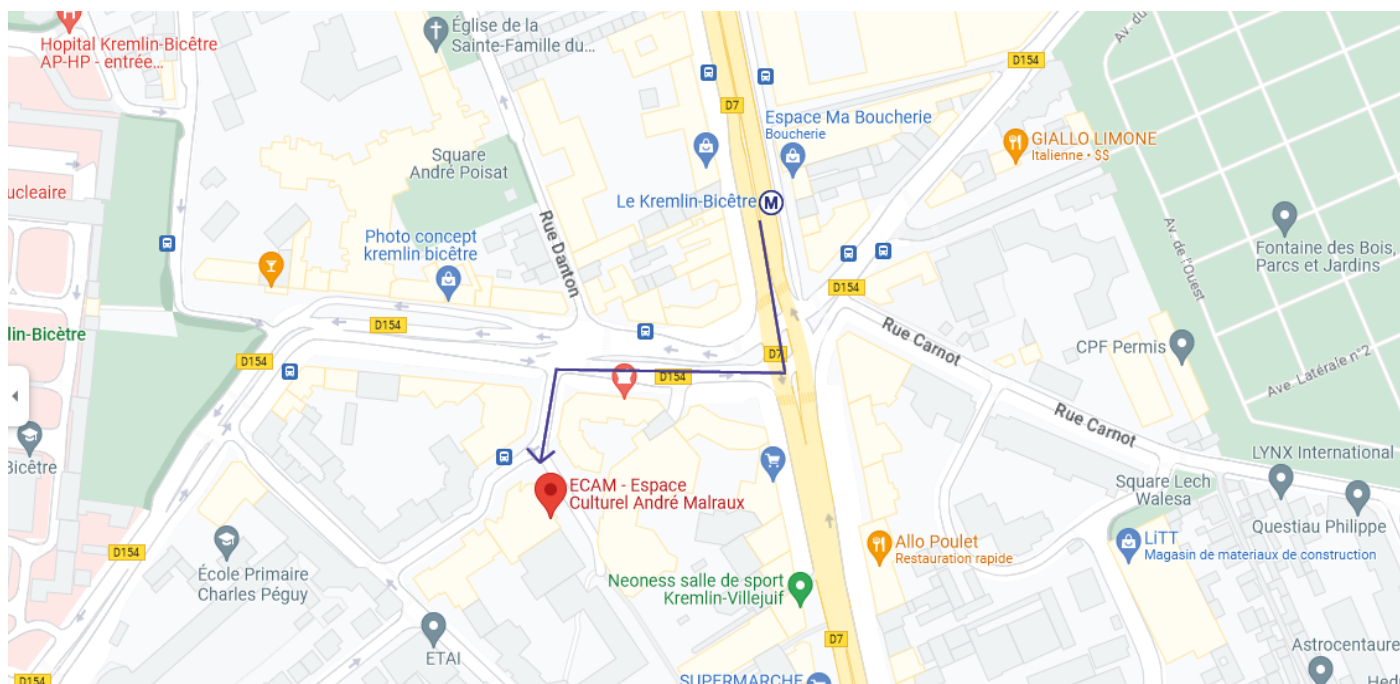 Hopital Kremlin-Bicêtre
AP-HP - entrée…
Église de la
Sainte-Famille du…
Av. du
D154
D7
Espace Ma Boucherie
Boucherie
GIALLO LIMONE
Italienne • $$
Square
André Poisat
ucleaire
Le Kremlin-Bicêtre
M
Rue Danton
Photo concept
kremlin bicêtre
Av. de l'Ouest
Fontaine des Bois,
Parcs et Jardins
D154
D154
Rue Carnot
lin-Bicètre
D154
D7
CPF Permis
D154
Av. Latérale n°2
Rue Carnot
Bicêtre
LYNX International
ECAM - Espace
Culturel André Malraux
Square Lech
Walesa
Questiau Philippe
Allo Poulet
Restauration rapide
LiTT
Magasin de materiaux de construction
D154
École Primaire
Charles Péguy
Neoness salle de sport
Kremlin-Villejuif
D7
ETAI
Astrocentaure
SUPERMARCHE
D154
Hed